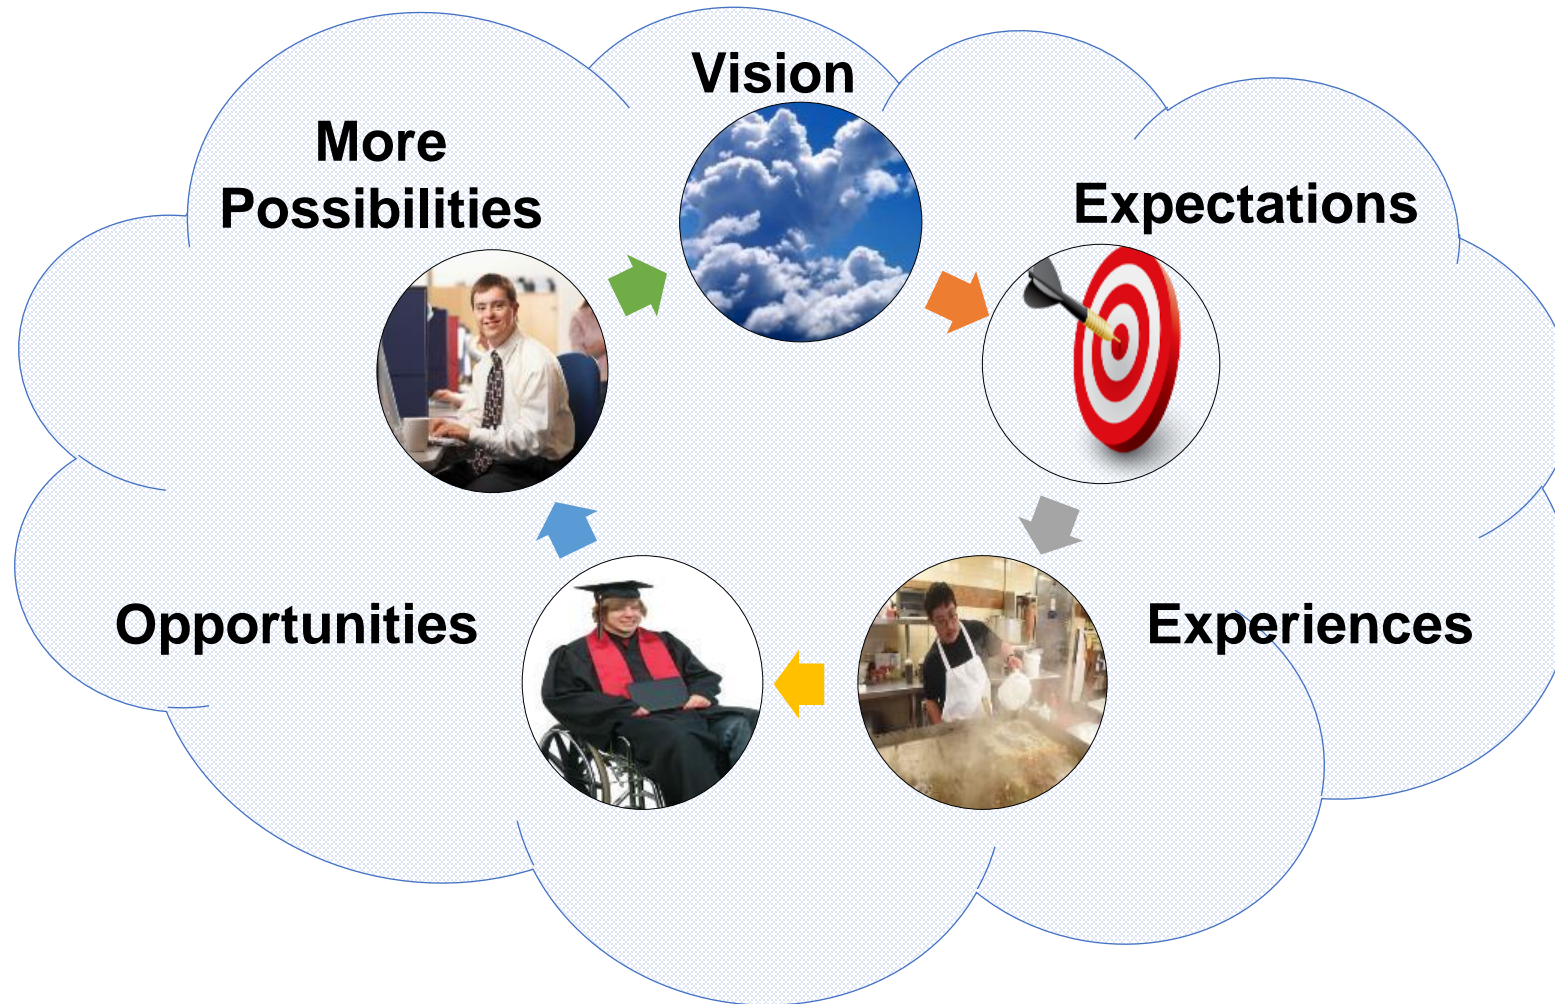 Vision
More
Possibilities
Expectations
Opportunities
Experiences